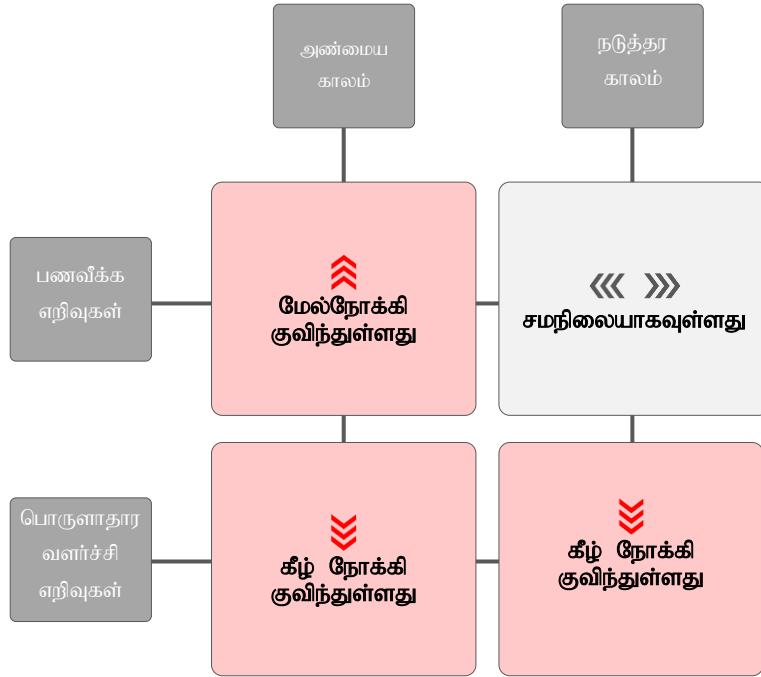 அண்மைய
காலம்
நடுத்தர
காலம்
பணவீக்க
எறிவுகள்
மேல்நோக்கி
குவிந்துள்ளது
சமநிலையாகவுள்ளது
பொருளாதார
வளர்ச்சி
எறிவுகள்
கீழ் நோக்கி
குவிந்துள்ளது
கீழ் நோக்கி
குவிந்துள்ளது